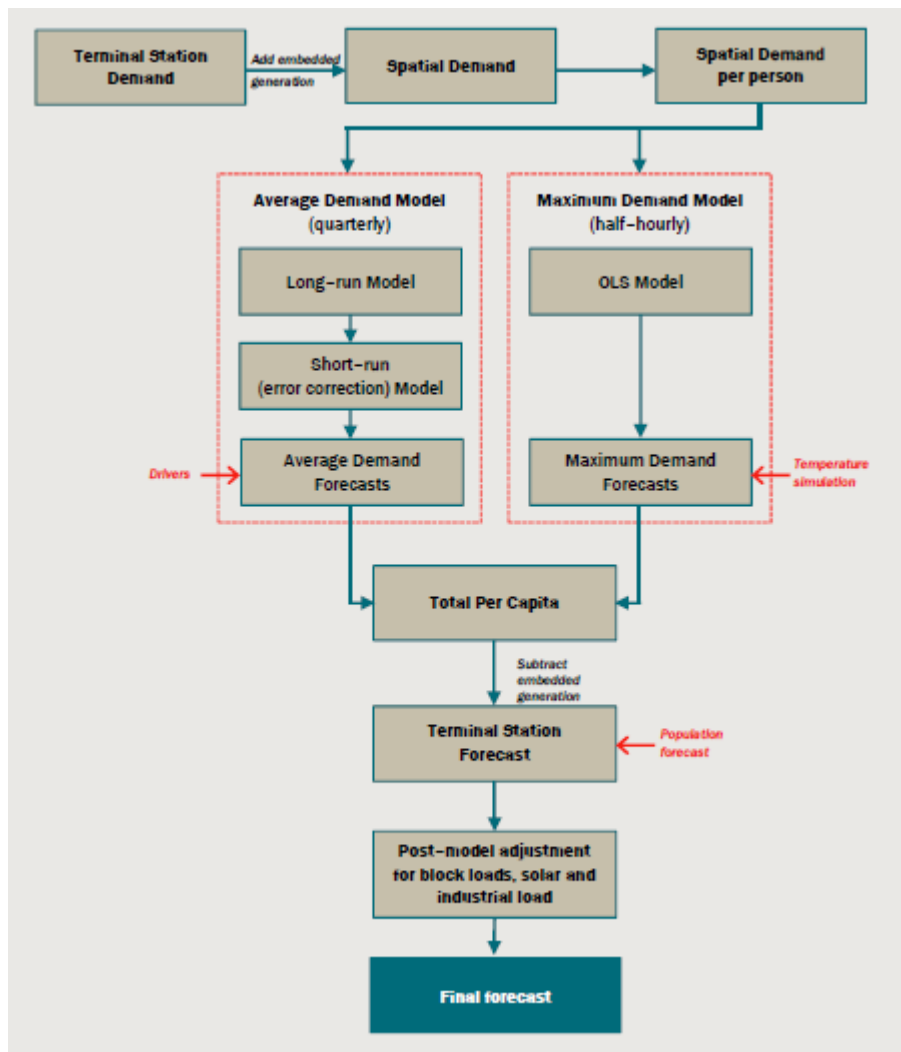 Terminal Station
Demand
Add embedded
generation
Spatial Demand
Spatial Demand
per person
Average Demand Model
(quarterly)
Maximum Demand Model
(half-hourly)
Long-run Model
OLS Model
Short-run
(error correction) Model
Drivers
Average Demand
Forecasts
Maximum Demand
Forecasts
Temperature
simulation
Total Per Capita
Subtract
embedded
generation
Terminal Station
Forecast
Population
forecast
Post-model adjustment
for block loads, solar and
industrial load
Final forecast